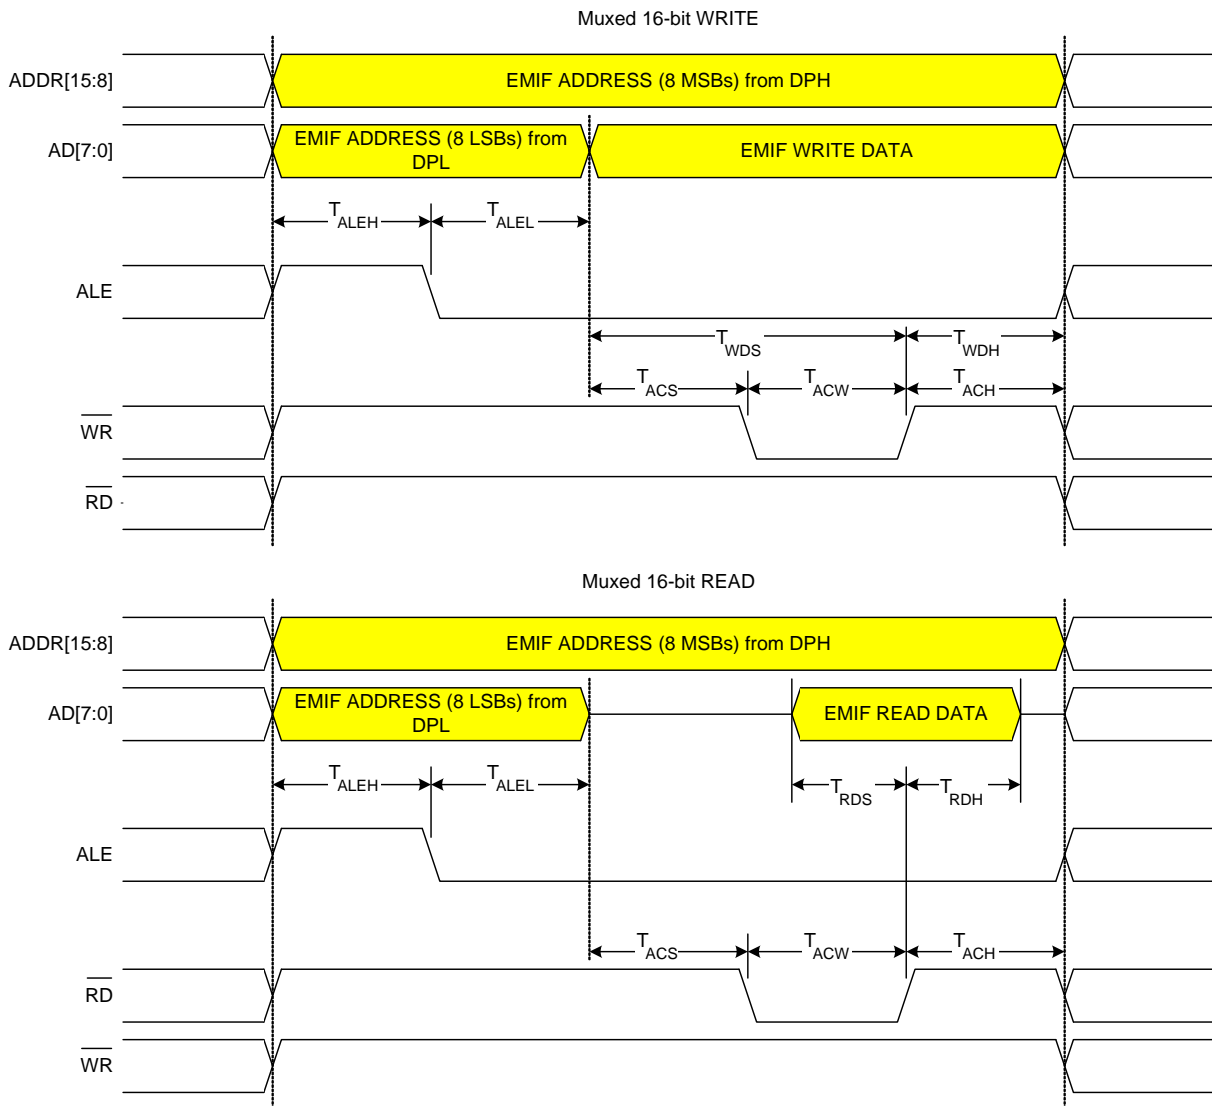 Muxed 16-bit WRITE
ADDR[15:8]
EMIF ADDRESS (8 MSBs) from DPH
AD[7:0]
EMIF ADDRESS (8 LSBs) from
DPL
EMIF WRITE DATA
TALEH
TALEL
ALE
TWDS
TWDH
TACS
TACW
TACH
WR
RD
Muxed 16-bit READ
ADDR[15:8]
EMIF ADDRESS (8 MSBs) from DPH
AD[7:0]
EMIF ADDRESS (8 LSBs) from
DPL
EMIF READ DATA
TALEH
TALEL
TRDS
TRDH
ALE
TACS
TACW
TACH
RD
WR